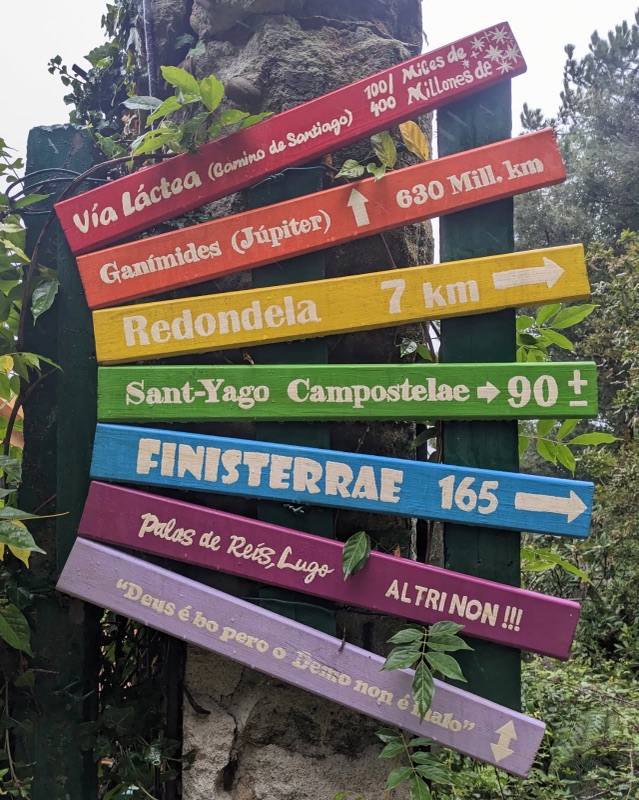 Vía Láctea (Camino de Santiago) 100/ Miles de
400 Millones de
Ganímides (Júpiter) ↑ 630 Mill. km
Redondela 7 km →
Sant-Yago Campostelae → 90 ±
FINISTERRAE 165 →
Palas de Reís, Lugo ALTRI NON !!!
“Deus é bo pero o Demo non é malo” ↕